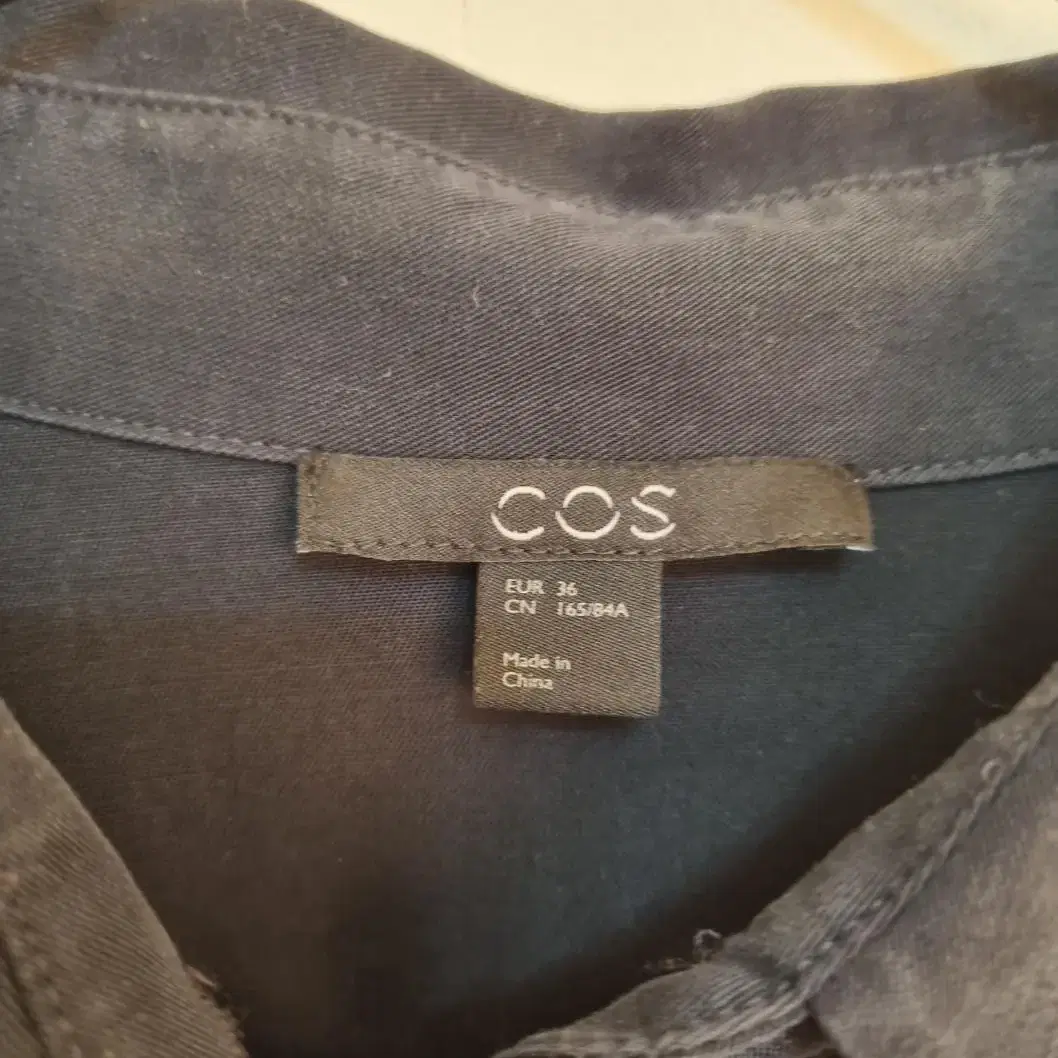 COS
EUR 36
CN 165/84A
Made in
China